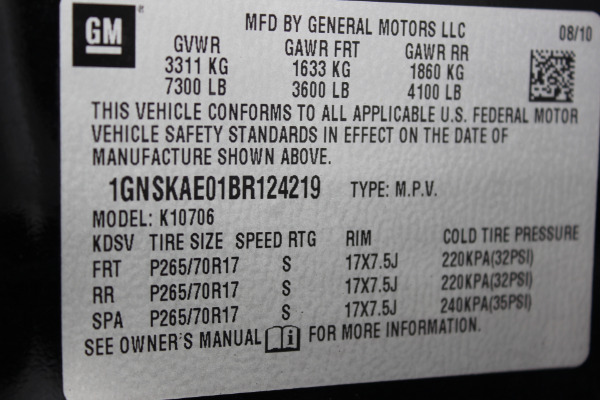 GM
MFD BY GENERAL MOTORS LLC
08/10
GVWR GAWR FRT GAWR RR
3311 KG 1633 KG 1860 KG
7300 LB 3600 LB 4100 LB
THIS VEHICLE CONFORMS TO ALL APPLICABLE U.S. FEDERAL MOTOR
VEHICLE SAFETY STANDARDS IN EFFECT ON THE DATE OF
MANUFACTURE SHOWN ABOVE.
1GNSKAE01BR124219 TYPE: M.P.V.
MODEL: K10706
KDSV TIRE SIZE SPEED RTG RIM COLD TIRE PRESSURE
FRT P265/70R17 S 17X7.5J 220KPA(32PSI)
RR P265/70R17 S 17X7.5J 220KPA(32PSI)
SPA P265/70R17 S 17X7.5J 240KPA(35PSI)
SEE OWNER'S MANUAL i FOR MORE INFORMATION.